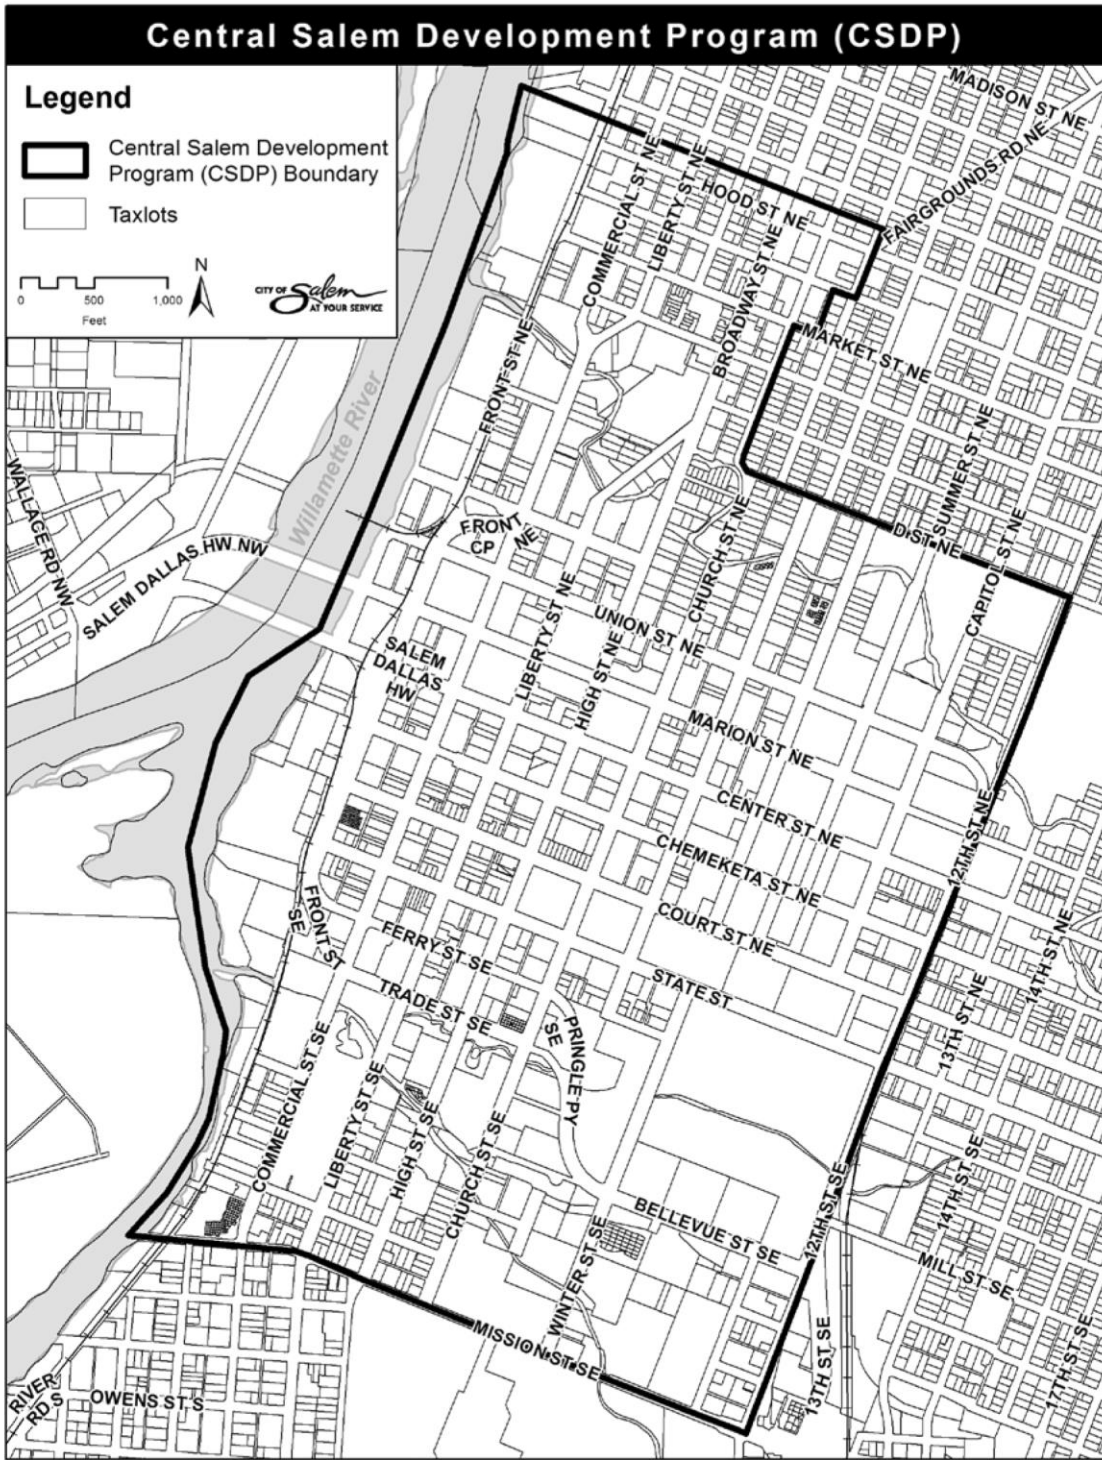 Central Salem Development Program (CSDP)
Legend
Central Salem Development
Program (CSDP) Boundary
Taxlots
N
0 500 1,000
Feet
CITY OF Salem
AT YOUR SERVICE
MADISON ST NE
FAIRGROUNDS RD NE
HOOD ST NE
COMMERCIAL ST NE
LIBERTY ST NE
BROADWAY ST NE
MARKET ST NE
FRONT ST NE
Willamette River
SUMMER ST NE
WALLACE RD NW
SALEM DALLAS HW NW
FRONT
CP
NE
D ST NE
CHURCH ST NE
CAPITOL ST NE
UNION ST NE
LIBERTY ST NE
HIGH ST NE
SALEM
DALLAS
HW
MARION ST NE
CENTER ST NE
12TH ST NE
CHEMEKETA ST NE
COURT ST NE
FRONT ST
SE
FERRY ST SE
STATE ST
14TH ST NE
13TH ST NE
TRADE ST SE
PRINGLE PY
SE
COMMERCIAL ST SE
LIBERTY ST SE
HIGH ST SE
CHURCH ST SE
12TH ST SE
14TH ST SE
BELLEVUE ST SE
WINTER ST SE
MILL ST SE
MISSION ST SE
13TH ST SE
17TH ST SE
RIVER
RD S
OWENS ST S